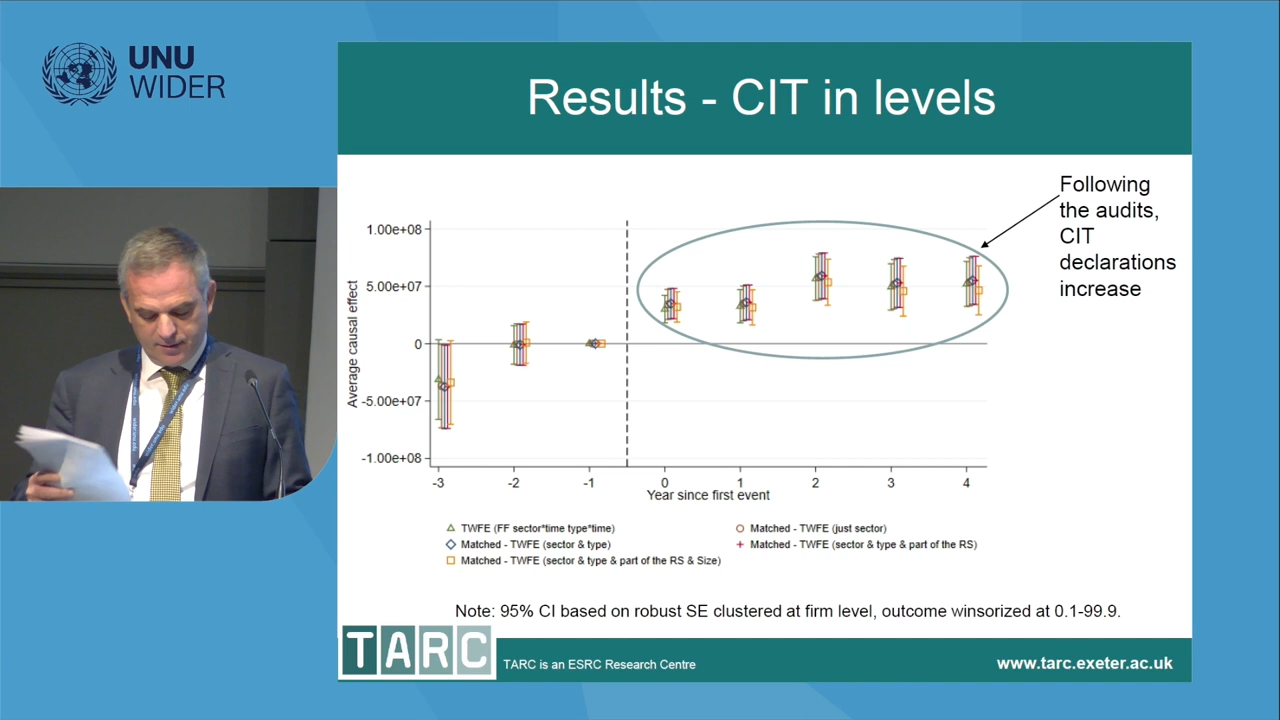 UNU
WIDER
Results - CIT in levels
Following
the audits,
CIT
declarations
increase
Average causal effect
1.00e+08
5.00e+07
0
-5.00e+07
-1.00e+08
-3 -2 -1 0 1 2 3 4
Year since first event
TWFE (FF sector*time type*time)
Matched - TWFE (just sector)
Matched - TWFE (sector & type)
Matched - TWFE (sector & type & part of the RS)
Matched - TWFE (sector & type & part of the RS & Size)
Note: 95% CI based on robust SE clustered at firm level, outcome winsorized at 0.1-99.9.
TARC
TARC is an ESRC Research Centre
www.tarc.exeter.ac.uk